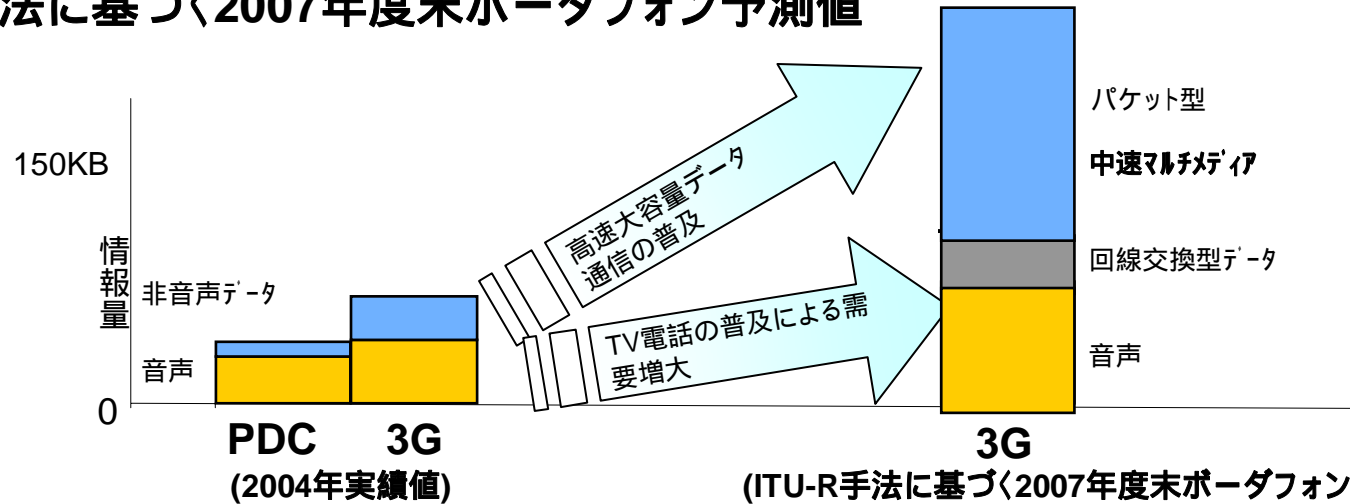 法に基づく2007年度末ボーダフォン予測値
パケット型
150KB
中速ﾏﾙﾁﾒﾃﾞｨｱ
高速大容量データ
通信の普及
情報量
回線交換型ﾃﾞｰﾀ
非音声ﾃﾞｰﾀ
TV電話の普及による需
要増大
音声
音声
0
PDC
3G
3G
(2004年実績値)
(ITU-R手法に基づく2007年度末ボーダフォン